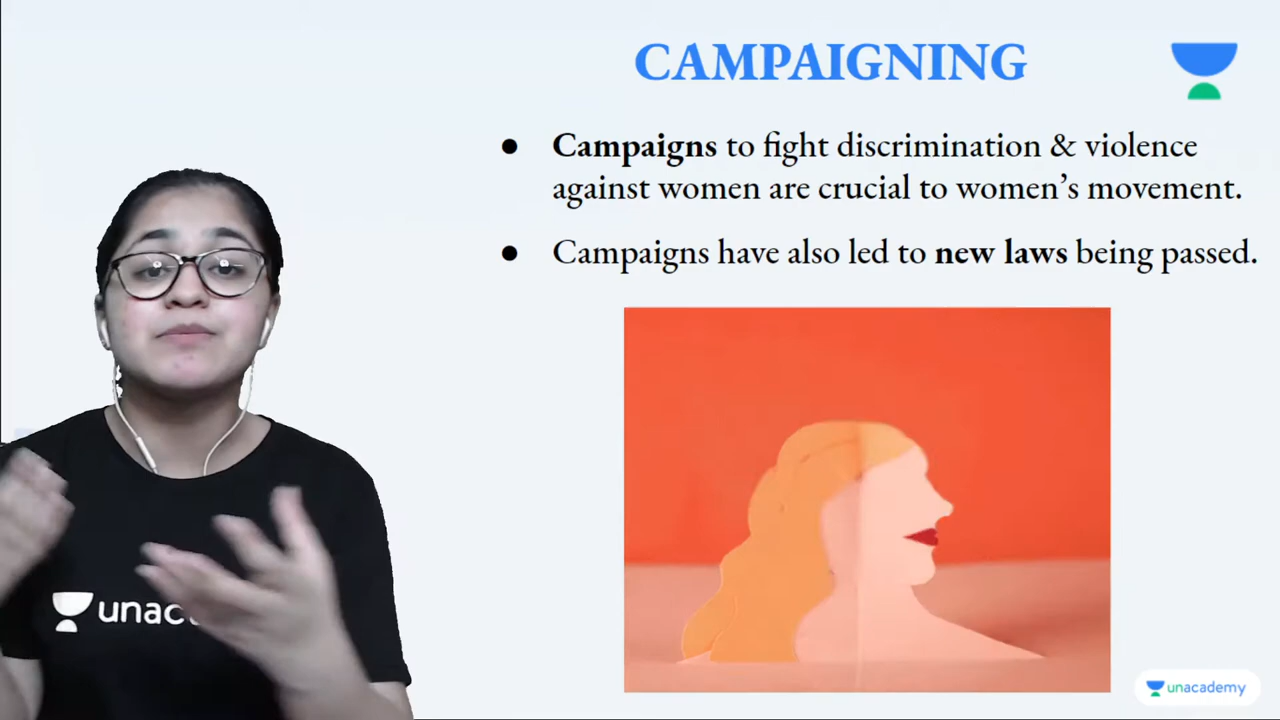 CAMPAIGNING
● Campaigns to fight discrimination & violence
against women are crucial to women’s movement.
● Campaigns have also led to new laws being passed.
unac
unacademy